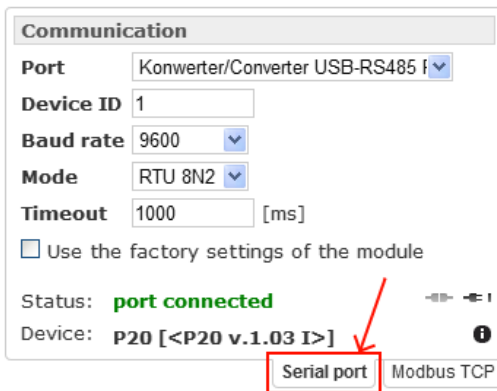 Communication
Port Konwerter/Converter USB-RS485
Device ID 1
Baud rate 9600
Mode RTU 8N2
Timeout 1000 [ms]
Use the factory settings of the module
Status: port connected
Device: P20 [<P20 v.1.03 I>]
Serial port Modbus TCP